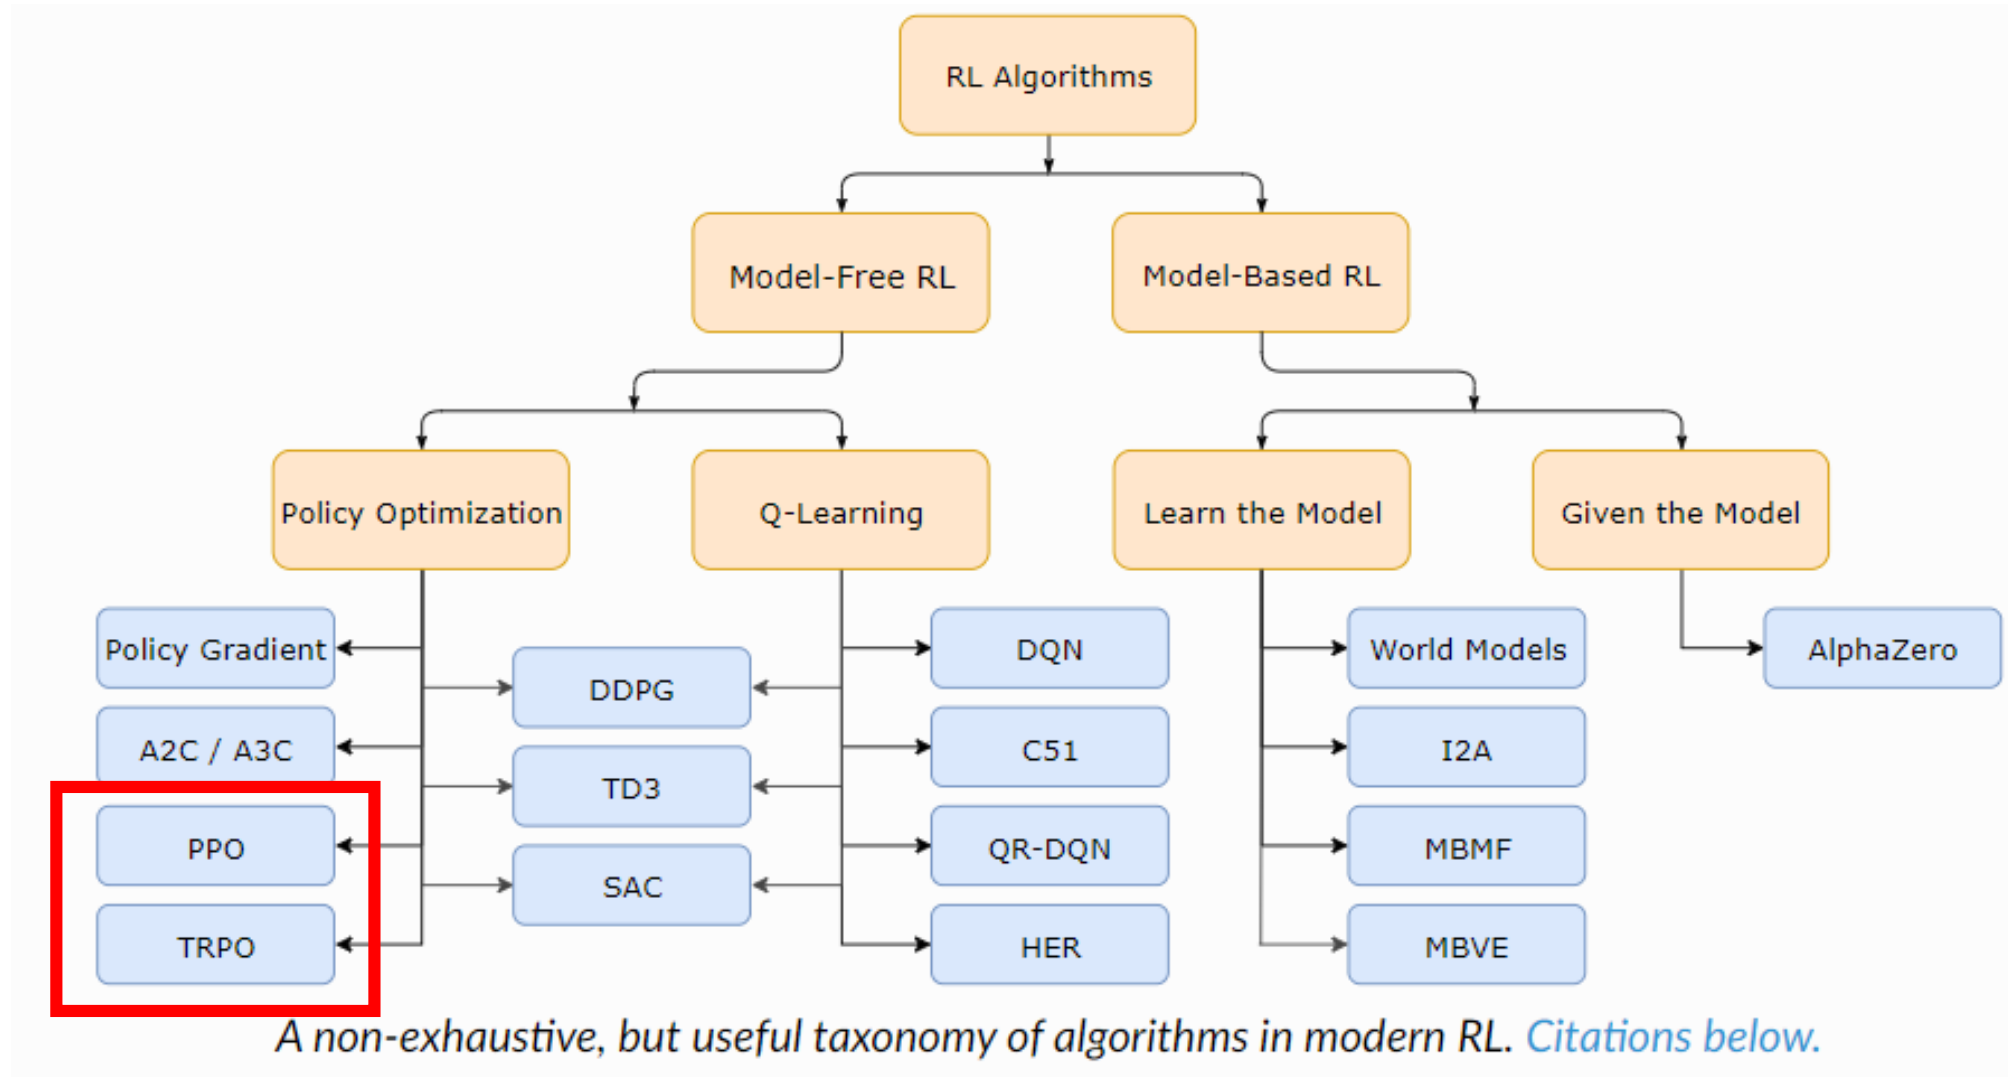 RL Algorithms
Model-Free RL
Model-Based RL
Policy Optimization
Q-Learning
Learn the Model
Given the Model
Policy Gradient
DDPG
DQN
World Models
AlphaZero
A2C / A3C
TD3
C51
I2A
PPO
SAC
QR-DQN
MBMF
TRPO
HER
MBVE
A non-exhaustive, but useful taxonomy of algorithms in modern RL. Citations below.